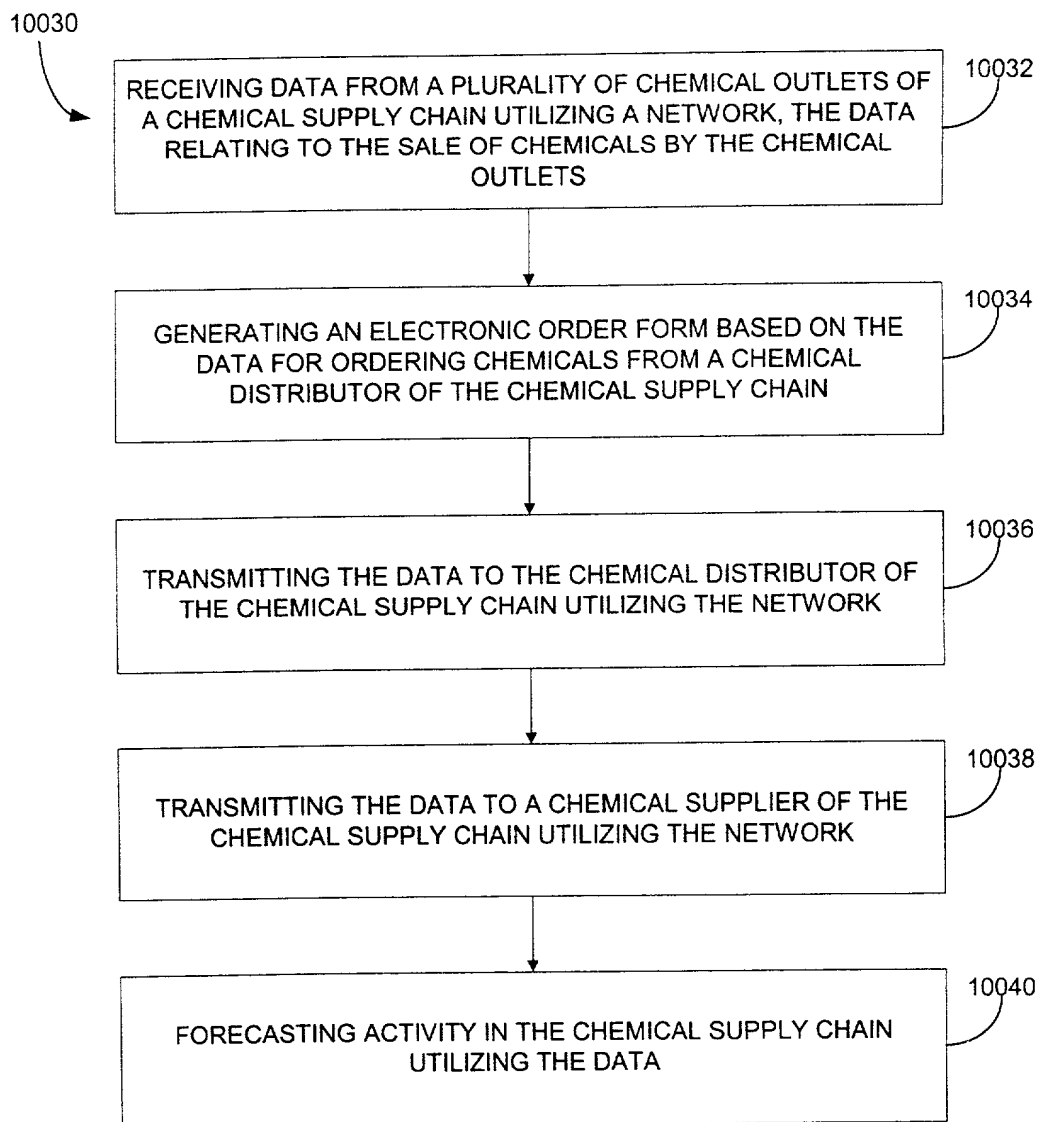 10030
10032
RECEIVING DATA FROM A PLURALITY OF CHEMICAL OUTLETS OF
A CHEMICAL SUPPLY CHAIN UTILIZING A NETWORK, THE DATA
RELATING TO THE SALE OF CHEMICALS BY THE CHEMICAL
OUTLETS
10034
GENERATING AN ELECTRONIC ORDER FORM BASED ON THE
DATA FOR ORDERING CHEMICALS FROM A CHEMICAL
DISTRIBUTOR OF THE CHEMICAL SUPPLY CHAIN
10036
TRANSMITTING THE DATA TO THE CHEMICAL DISTRIBUTOR OF
THE CHEMICAL SUPPLY CHAIN UTILIZING THE NETWORK
10038
TRANSMITTING THE DATA TO A CHEMICAL SUPPLIER OF THE
CHEMICAL SUPPLY CHAIN UTILIZING THE NETWORK
10040
FORECASTING ACTIVITY IN THE CHEMICAL SUPPLY CHAIN
UTILIZING THE DATA